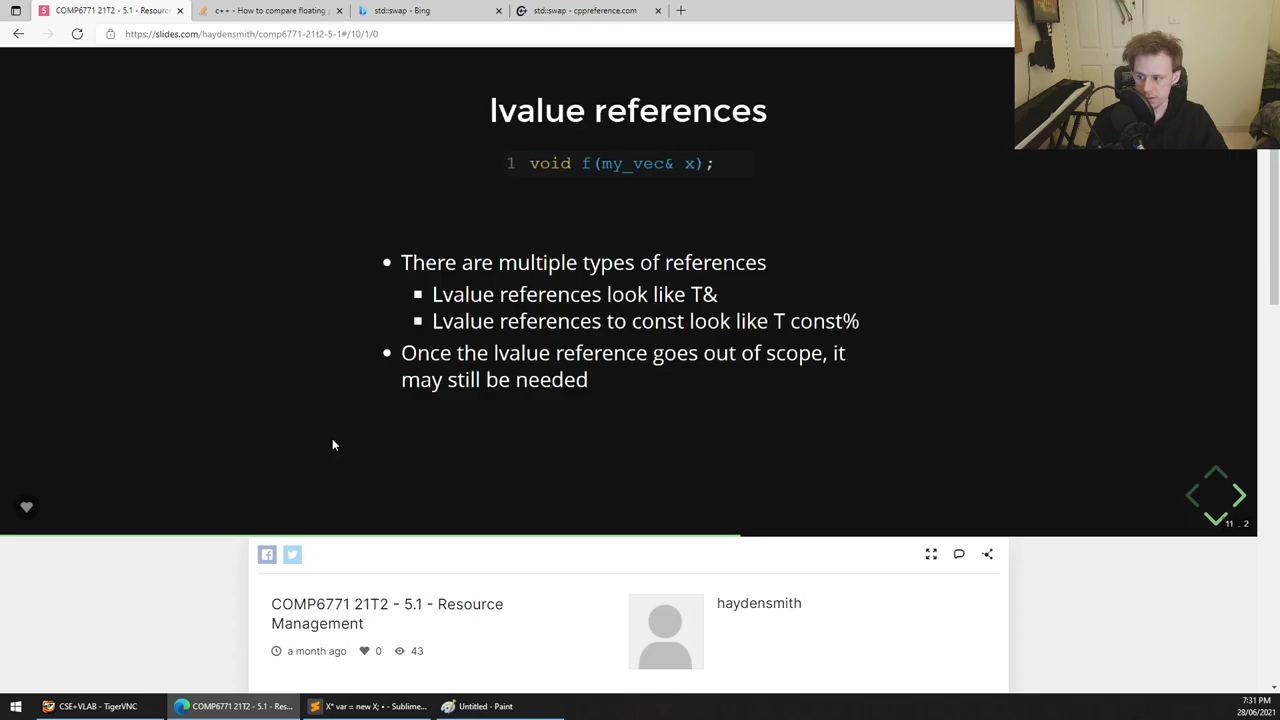 COMP6771 21T2 - 5.1 - Resource
c++ - How to compare floating
std::swap - Bing
std::swap - cppreference.com
https://slides.com/haydensmith/comp6771-21t2-5-1#/10/1/0
lvalue references
1 void f(my_vec& x);
There are multiple types of references
Lvalue references look like T&
Lvalue references to const look like T const%
Once the lvalue reference goes out of scope, it
may still be needed
11 . 2
COMP6771 21T2 - 5.1 - Resource
Management
haydensmith
a month ago 0 43
CSE+VLAB - TigerVNC
COMP6771 21T2 - 5.1 - Res...
X* var = new X; • - Sublime...
Untitled - Paint
7:31 PM
28/06/2021